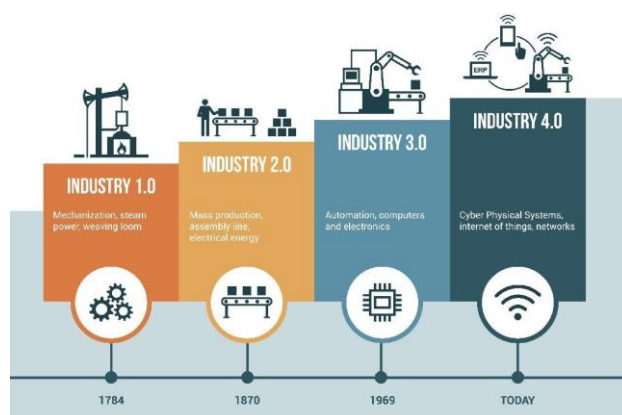 ERP
INDUSTRY 1.0
Mechanization, steam
power, weaving loom
INDUSTRY 2.0
Mass production,
assembly line,
electrical energy
INDUSTRY 3.0
Automation, computers
and electronics
INDUSTRY 4.0
Cyber Physical Systems,
internet of things, networks
1784
1870
1969
TODAY